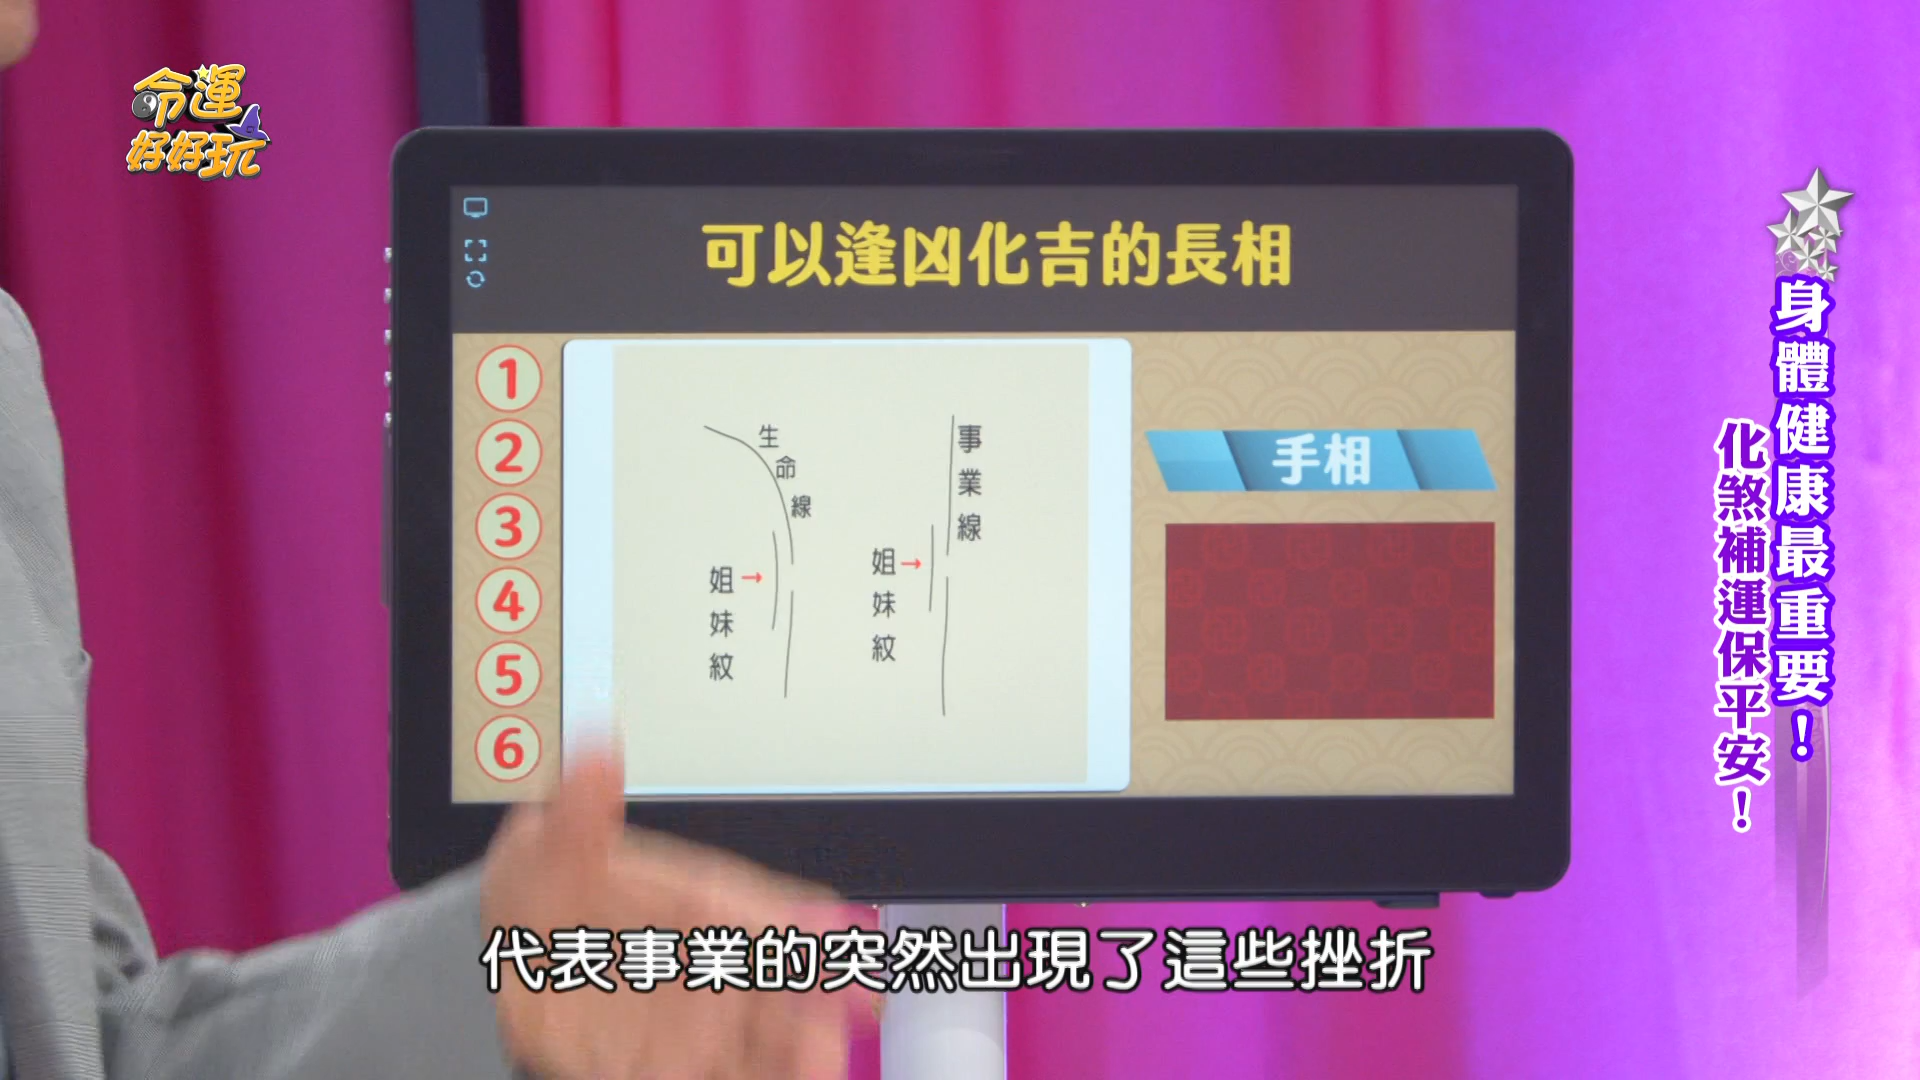 命運
好好玩
可以逢凶化吉的長相
1
2
3
4
5
6
生命線
姐妹紋
事業線
姐妹紋
手相
身體健康最重要！
化煞補運保平安！
代表事業的突然出現了這些挫折